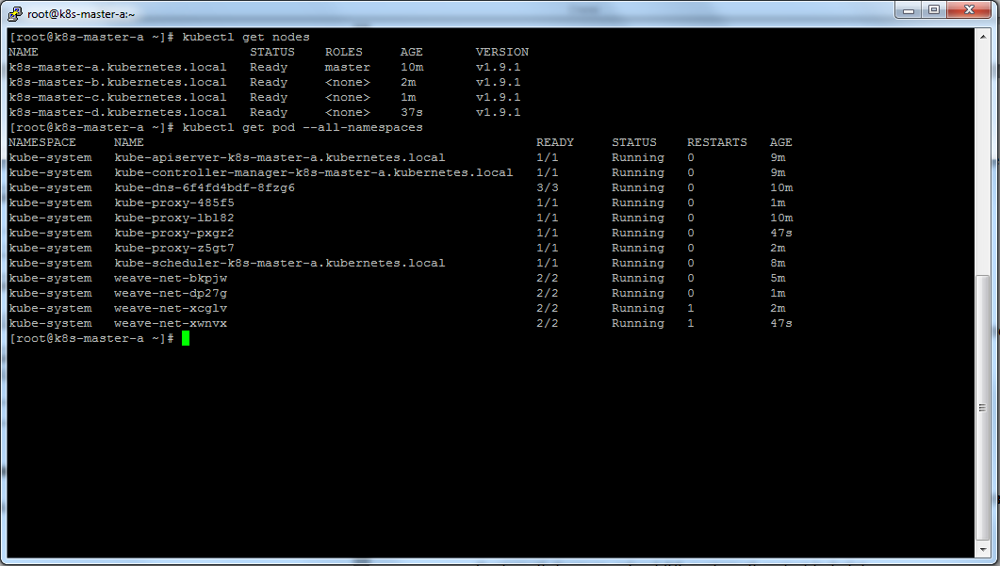 root@k8s-master-a:~
[root@k8s-master-a ~]# kubectl get nodes
NAME STATUS ROLES AGE VERSION
k8s-master-a.kubernetes.local Ready master 10m v1.9.1
k8s-master-b.kubernetes.local Ready <none> 2m v1.9.1
k8s-master-c.kubernetes.local Ready <none> 1m v1.9.1
k8s-master-d.kubernetes.local Ready <none> 37s v1.9.1
[root@k8s-master-a ~]# kubectl get pod --all-namespaces
NAMESPACE NAME READY STATUS RESTARTS AGE
kube-system kube-apiserver-k8s-master-a.kubernetes.local 1/1 Running 0 9m
kube-system kube-controller-manager-k8s-master-a.kubernetes.local 1/1 Running 0 9m
kube-system kube-dns-6f4fd4bdf-8fzg6 3/3 Running 0 10m
kube-system kube-proxy-485f5 1/1 Running 0 1m
kube-system kube-proxy-lbl82 1/1 Running 0 10m
kube-system kube-proxy-pxgr2 1/1 Running 0 47s
kube-system kube-proxy-z5gt7 1/1 Running 0 2m
kube-system kube-scheduler-k8s-master-a.kubernetes.local 1/1 Running 0 8m
kube-system weave-net-bkpjw 2/2 Running 0 5m
kube-system weave-net-dp27g 2/2 Running 0 1m
kube-system weave-net-xcglv 2/2 Running 1 2m
kube-system weave-net-xwnvx 2/2 Running 1 47s
[root@k8s-master-a ~]#